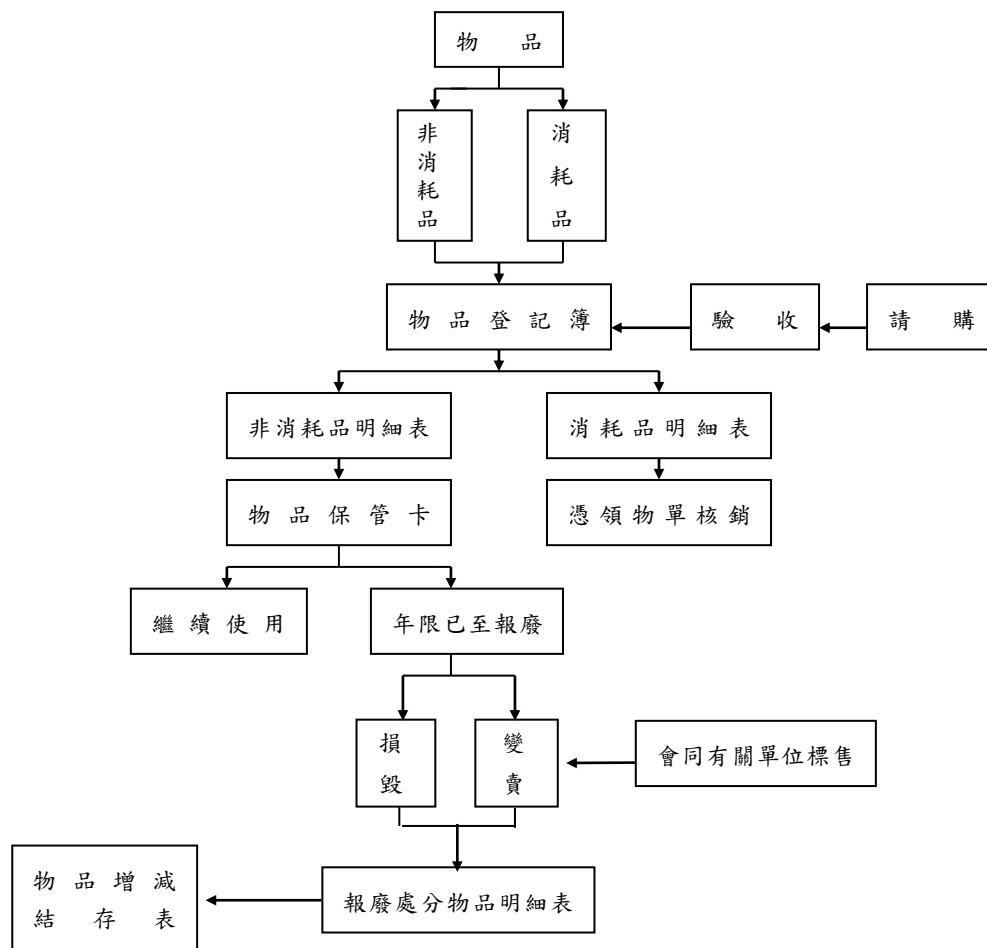 物品
非消耗品
消耗品
物品登記簿
驗收
請購
非消耗品明細表
消耗品明細表
物品保管卡
憑領物單核銷
繼續使用
年限已至報廢
損毀
變賣
會同有關單位標售
物品增減
結存表
報廢處分物品明細表